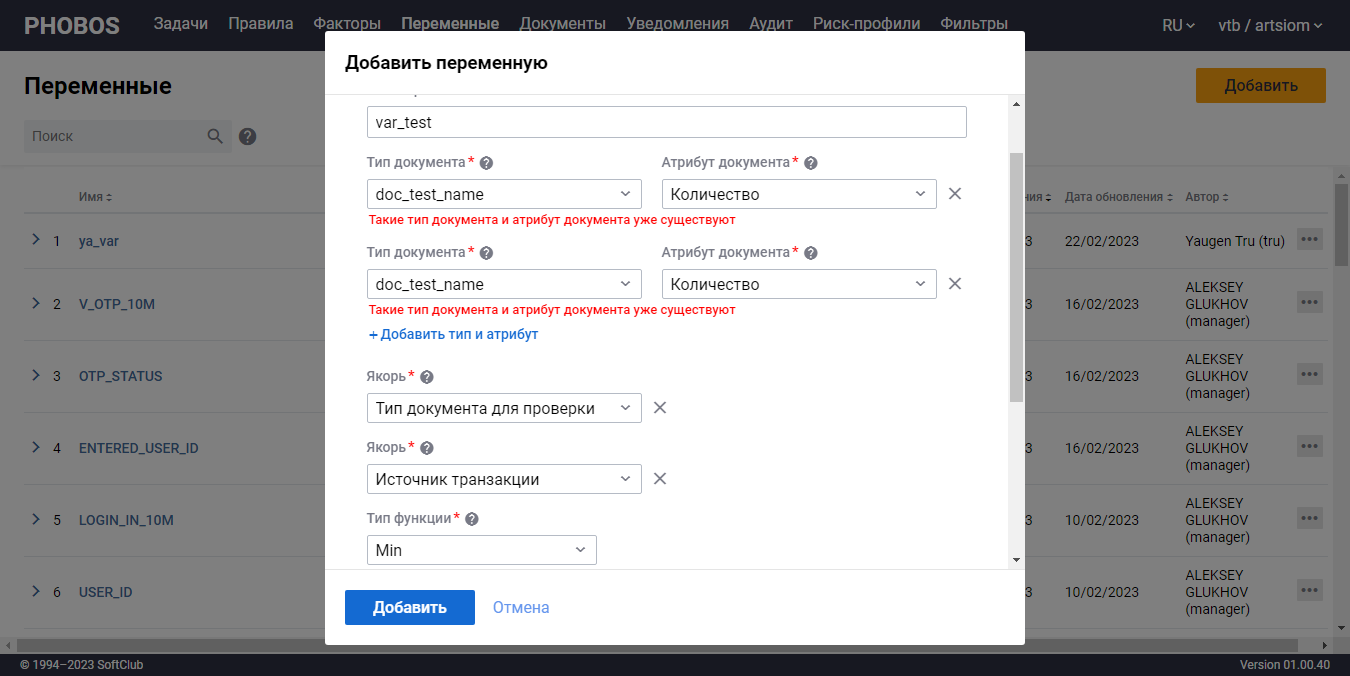 PHOBOS
Задачи Правила Факторы Переменные Документы Уведомления Аудит Риск-профили Фильтры
RU vtb / artsiom
Переменные
Добавить
Поиск
Имя
ния Дата обновления Автор
1 ya_var 3 22/02/2023 Yaugen Tru (tru)
2 V_OTP_10M 3 16/02/2023 ALEKSEY
GLUKHOV
(manager)
3 OTP_STATUS 3 16/02/2023 ALEKSEY
GLUKHOV
(manager)
4 ENTERED_USER_ID 3 16/02/2023 ALEKSEY
GLUKHOV
(manager)
5 LOGIN_IN_10M 3 10/02/2023 ALEKSEY
GLUKHOV
(manager)
6 USER_ID 3 10/02/2023 ALEKSEY
GLUKHOV
(manager)
Добавить переменную
var_test
Тип документа* ? Атрибут документа* ?
doc_test_name Количество
Такие тип документа и атрибут документа уже существуют
Тип документа* ? Атрибут документа* ?
doc_test_name Количество
Такие тип документа и атрибут документа уже существуют
+ Добавить тип и атрибут
Якорь* ?
Тип документа для проверки
Якорь* ?
Источник транзакции
Тип функции* ?
Min
Добавить Отмена
© 1994–2023 SoftClub Version 01.00.40